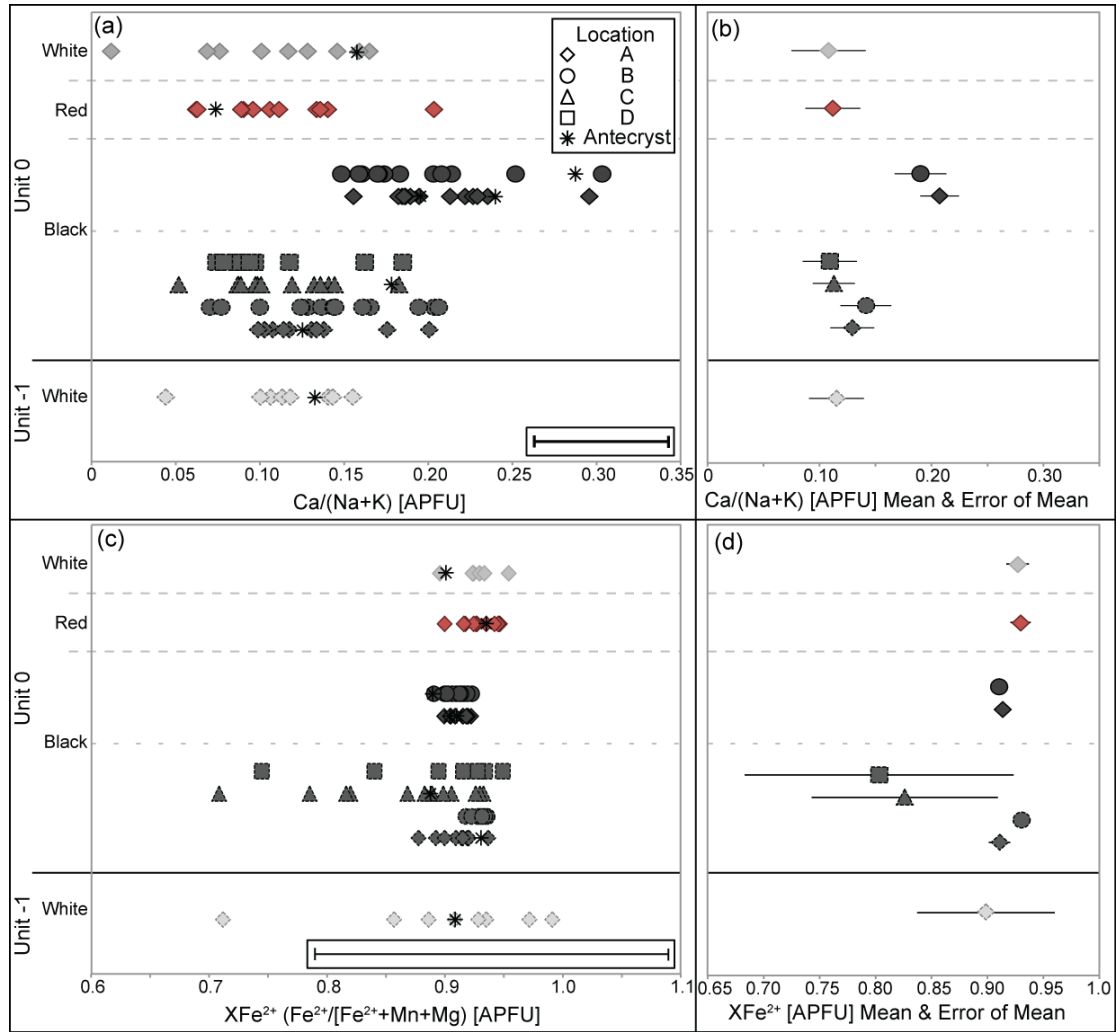 (a)
White
Red
Unit 0
Black
Unit -1
White
Location
A
B
C
D
Antecryst
0
0.05
0.10
0.15
0.20
0.25
0.30
0.35
Ca/(Na+K) [APFU]
(b)
0
0.10
0.20
0.30
Ca/(Na+K) [APFU] Mean & Error of Mean
(c)
White
Red
Unit 0
Black
Unit -1
White
0.6
0.7
0.8
0.9
1.0
1.1
XFe²⁺ (Fe²⁺/[Fe²⁺+Mn+Mg) [APFU]
(d)
0.65
0.70
0.75
0.80
0.85
0.90
0.95
1.00
XFe²⁺ [APFU] Mean & Error of Mean